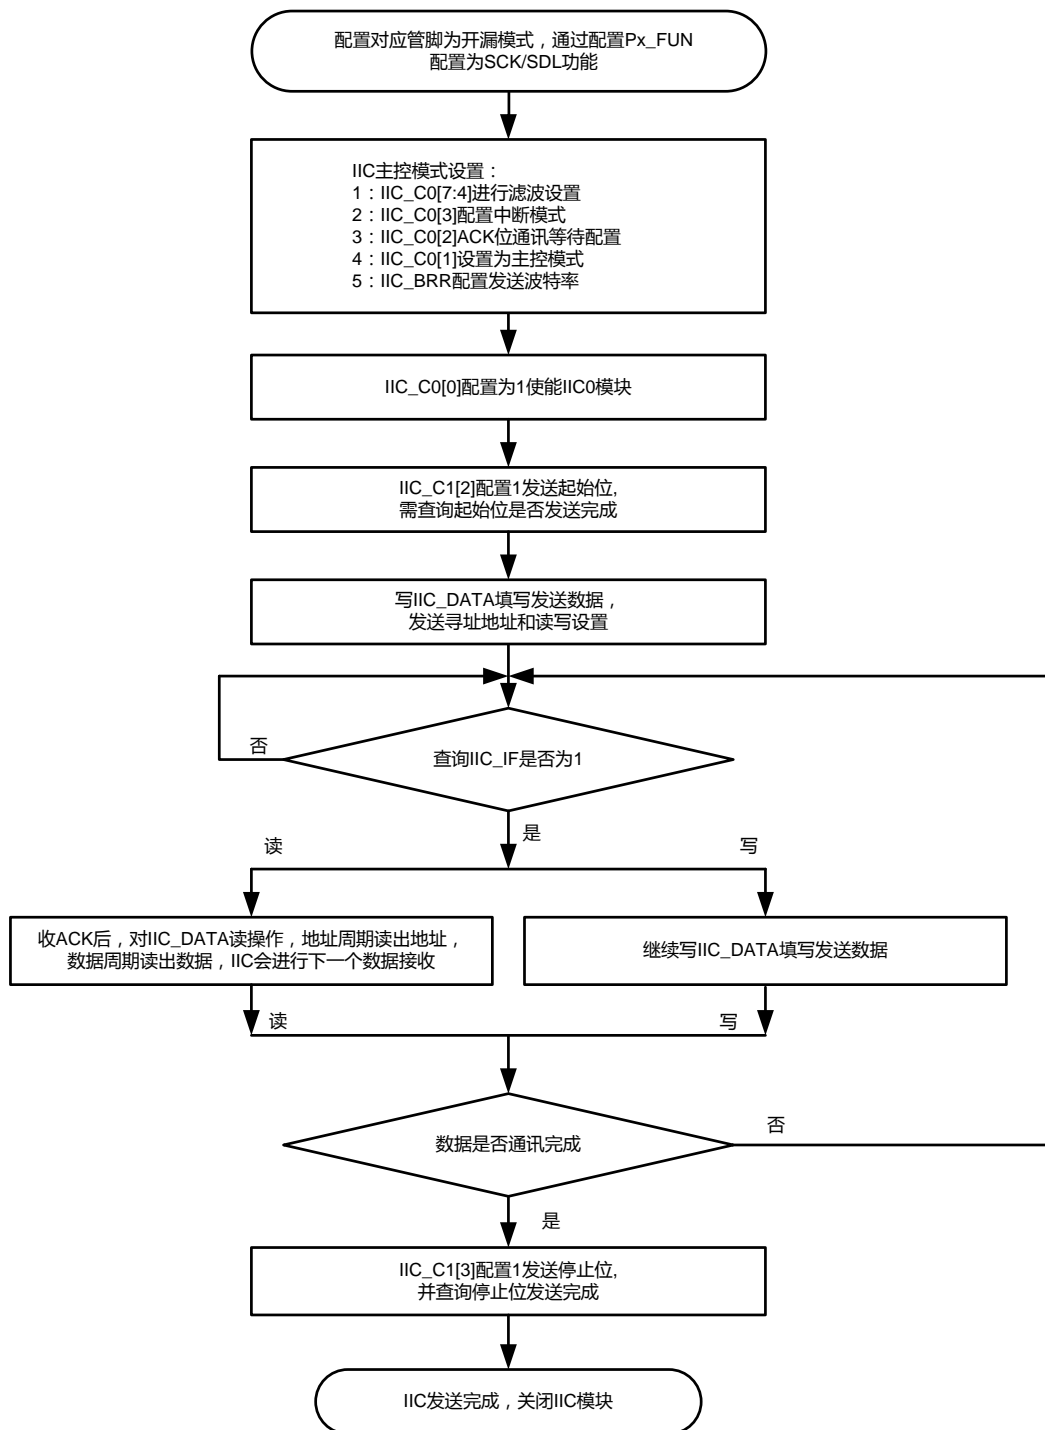 配置对应管脚为开漏模式，通过配置Px_FUN
配置为SCK/SDL功能
IIC主控模式设置：
1：IIC_C0[7:4]进行滤波设置
2：IIC_C0[3]配置中断模式
3：IIC_C0[2]ACK位通讯等待配置
4：IIC_C0[1]设置为主控模式
5：IIC_BRR配置发送波特率
IIC_C0[0]配置为1使能IIC0模块
IIC_C1[2]配置1发送起始位,
需查询起始位是否发送完成
写IIC_DATA填写发送数据，
发送寻址地址和读写设置
否
查询IIC_IF是否为1
是
读
写
收ACK后，对IIC_DATA读操作，地址周期读出地址，
数据周期读出数据，IIC会进行下一个数据接收
继续写IIC_DATA填写发送数据
读
写
数据是否通讯完成
否
是
IIC_C1[3]配置1发送停止位,
并查询停止位发送完成
IIC发送完成，关闭IIC模块